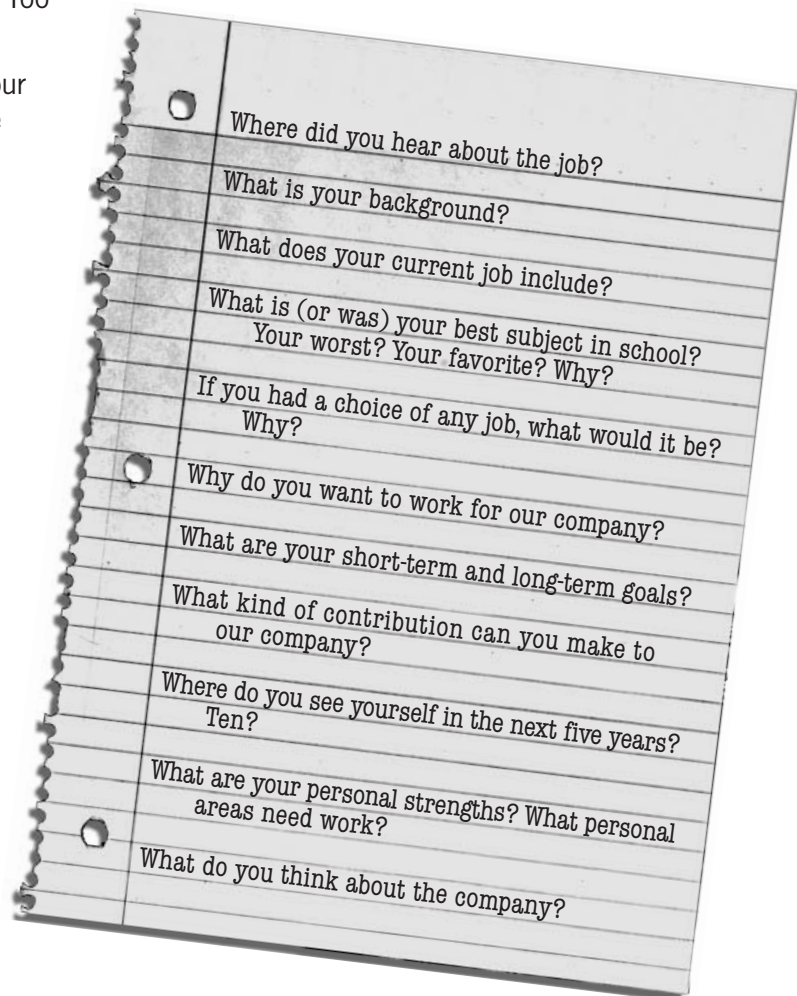 100
our
Where did you hear about the job?
What is your background?
What does your current job include?
What is (or was) your best subject in school?
Your worst? Your favorite? Why?
If you had a choice of any job, what would it be?
Why?
Why do you want to work for our company?
What are your short-term and long-term goals?
What kind of contribution can you make to
our company?
Where do you see yourself in the next five years?
Ten?
What are your personal strengths? What personal
areas need work?
What do you think about the company?